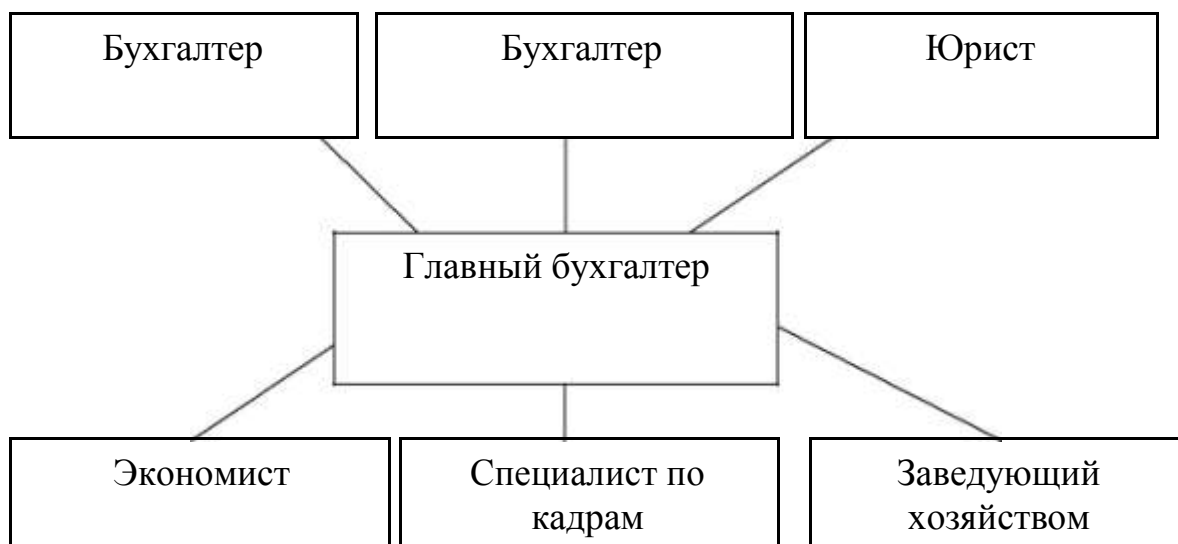 Бухгалтер
Бухгалтер
Юрист
Главный бухгалтер
Экономист
Специалист по
кадрам
Заведующий
хозяйством